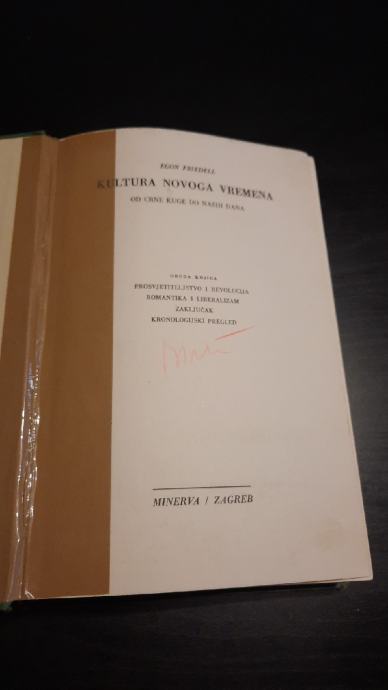 EGON FRIEDELL
KULTURA NOVOGA VREMENA
OD CRNE KUGE DO NAŠIH DANA
DRUGA KNJIGA
PROSVJETITELJSTVO I REVOLUCIJA
ROMANTIKA I LIBERALIZAM
ZAKLJUČAK
KRONOLOGIJSKI PREGLED
MINERVA / ZAGREB